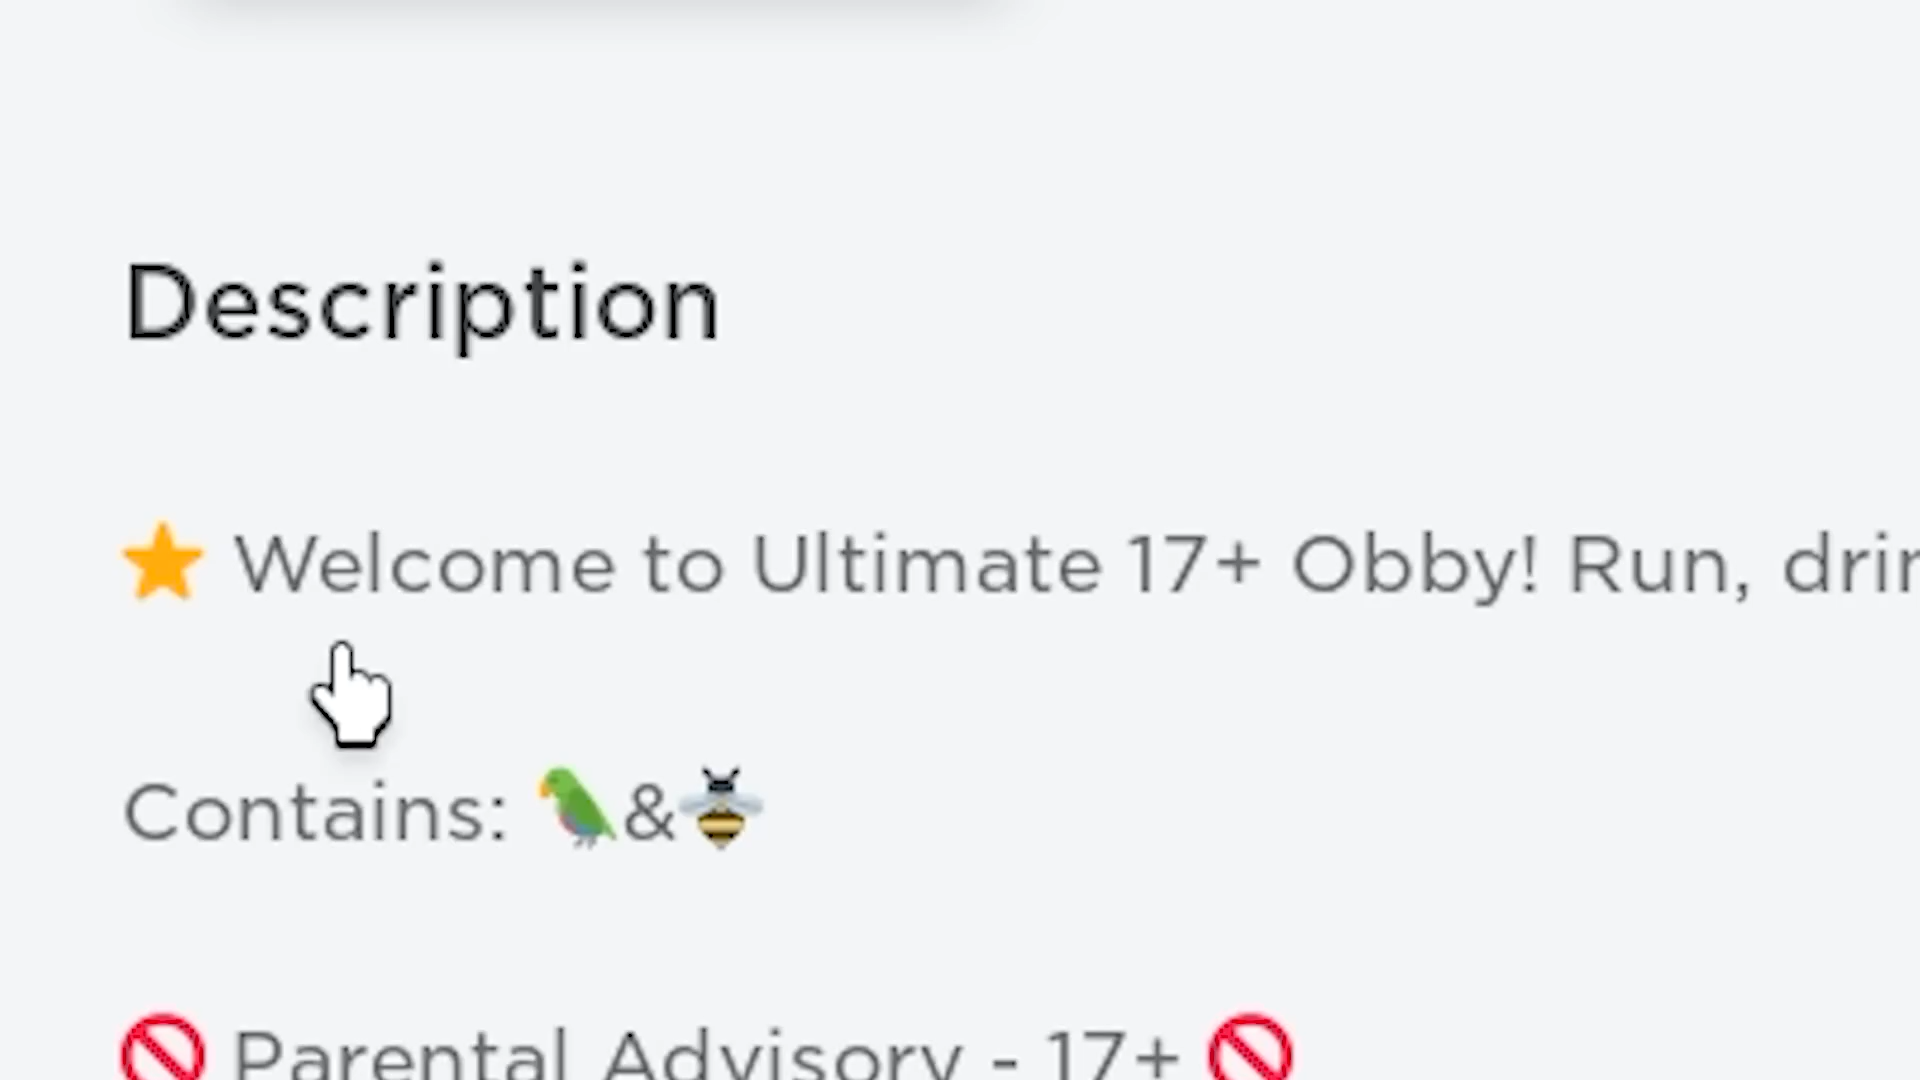 Description
⭐ Welcome to Ultimate 17+ Obby! Run,
Contains: 🦜&🐝
🚫 Parental Advisory - 17+ 🚫